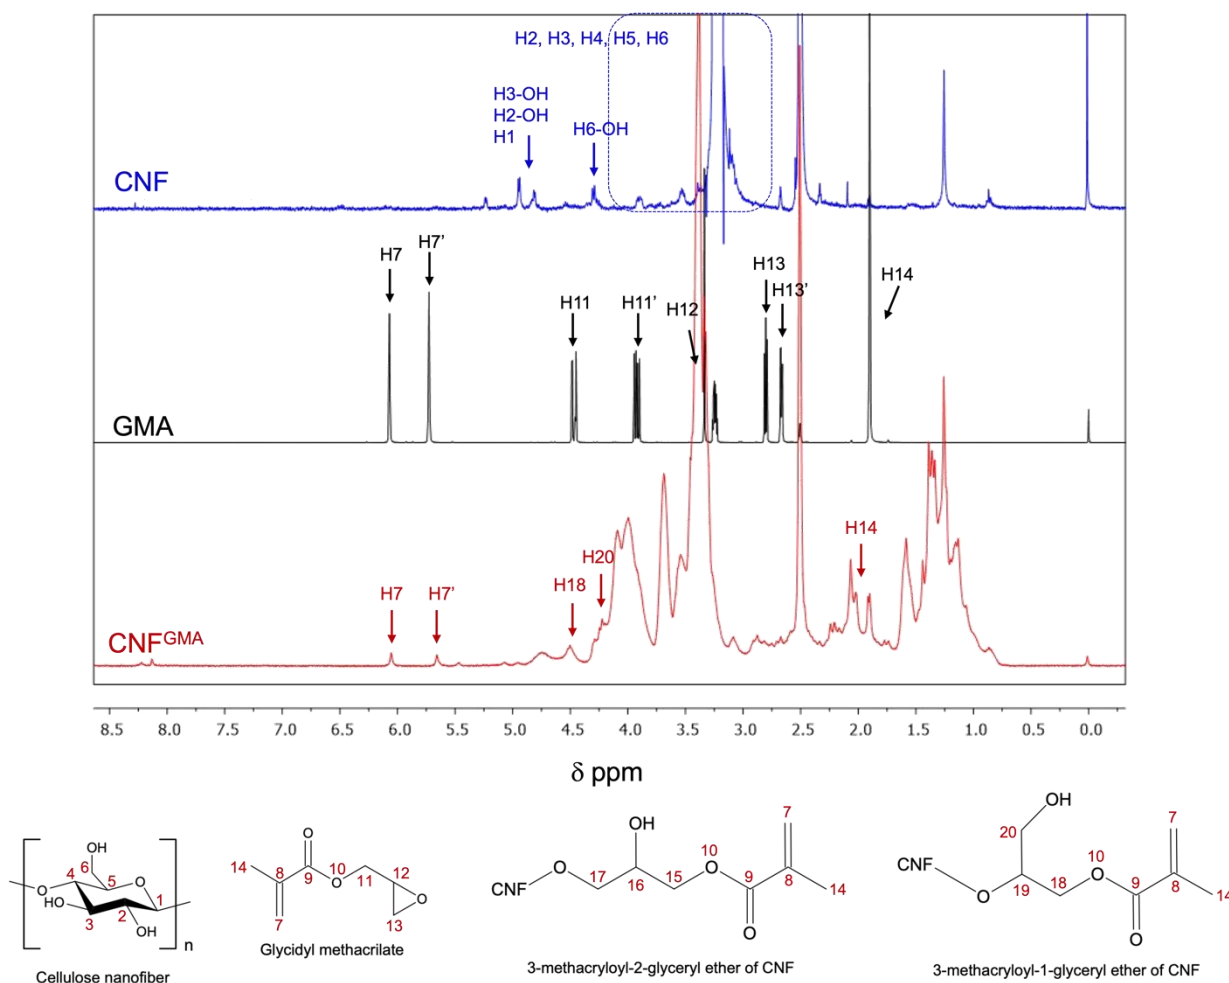 H2, H3, H4, H5, H6
H3-OH
H2-OH
H1
H6-OH
CNF
H7
H7’
H11
H11’
H12
H13
H13’
H14
GMA
H7
H7’
H18
H20
H14
CNF^GMA
8.5 8.0 7.5 7.0 6.5 6.0 5.5 5.0 4.5 4.0 3.5 3.0 2.5 2.0 1.5 1.0 0.5 0.0
δ ppm
OH
6
4
5
O
O
HO
3
2
1
OH
n
Cellulose nanofiber
O
14
8
9
10
O
11
12
O
7
13
Glycidyl methacrilate
OH
7
O
10
O
CNF
17
16
15
9
8
14
O
3-methacryloyl-2-glyceryl ether of CNF
OH
20
7
CNF
10
O
O
19
18
9
8
14
O
3-methacryloyl-1-glyceryl ether of CNF